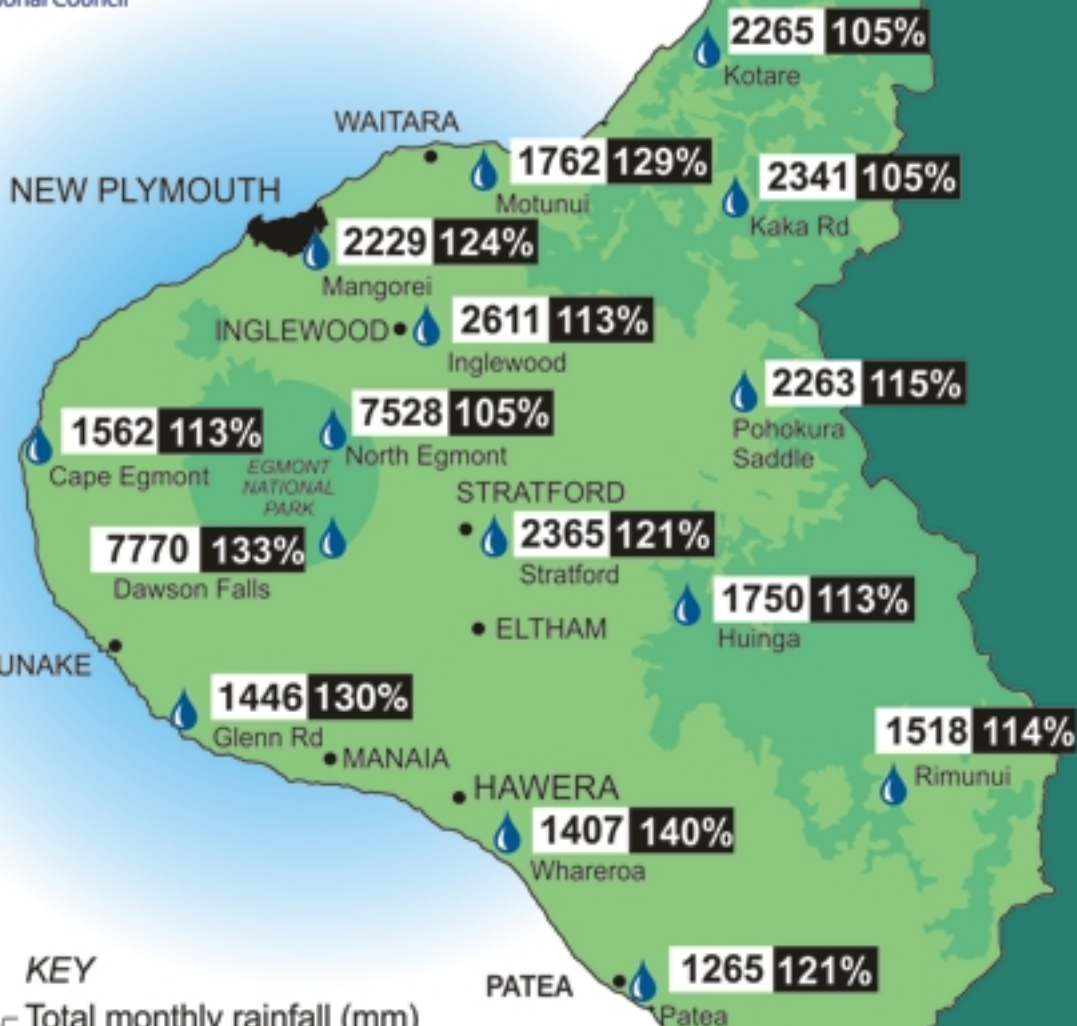 Council
2265 105%
Kotare
WAITARA
1762 129%
Motunui
2341 105%
Kaka Rd
NEW PLYMOUTH
2229 124%
Mangorei
INGLEWOOD
2611 113%
Inglewood
2263 115%
Pohokura
Saddle
1562 113%
Cape Egmont
7528 105%
North Egmont
EGMONT
NATIONAL
PARK
STRATFORD
2365 121%
Stratford
7770 133%
Dawson Falls
1750 113%
Huinga
ELTHAM
UNAKE
1446 130%
Glenn Rd
MANAIA
1518 114%
Rimunui
HAWERA
1407 140%
Whareroa
KEY
PATEA
1265 121%
Patea
Total monthly rainfall (mm)